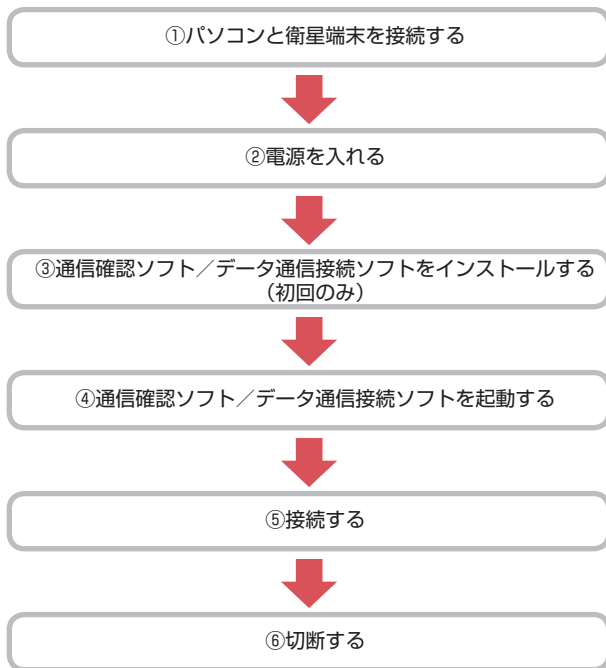 ①パソコンと衛星端末を接続する
②電源を入れる
③通信確認ソフト／データ通信接続ソフトをインストールする
（初回のみ）
④通信確認ソフト／データ通信接続ソフトを起動する
⑤接続する
⑥切断する